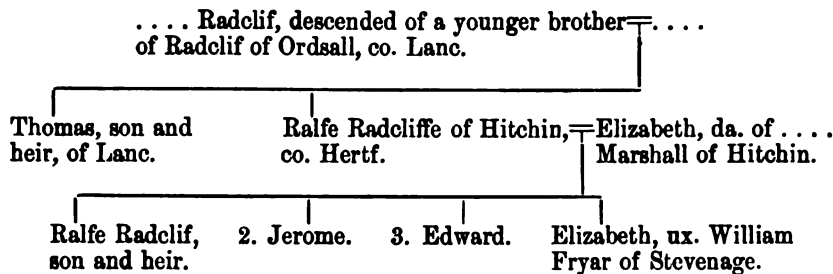 .... Radclif, descended of a younger brother ....
of Radclif of Ordsall, co. Lanc.
Thomas, son and
heir, of Lanc.
Ralfe Radcliffe of Hitchin,
co. Hertf.
Elizabeth, da. of ....
Marshall of Hitchin.
Ralfe Radclif,
son and heir.
2. Jerome.
3. Edward.
Elizabeth, ux. William
Fryar of Stevenage.